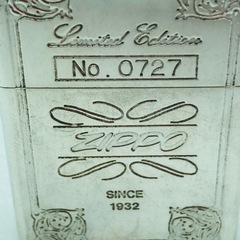 Limited Edition
No. 0727
ZIPPO
SINCE
1932